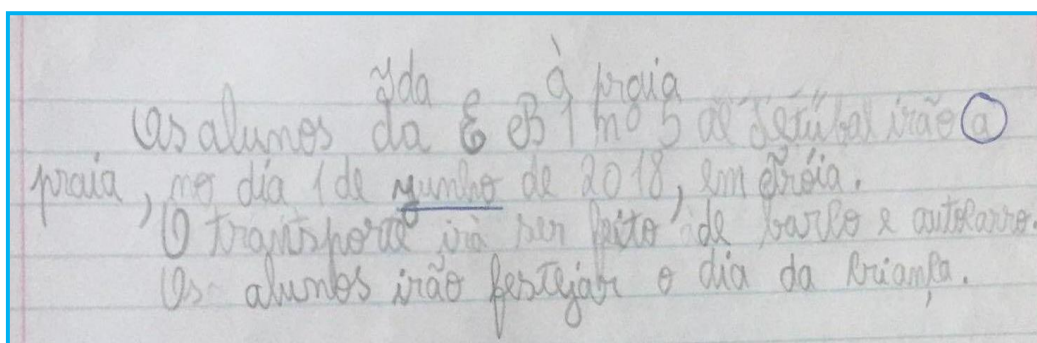 Ida à praia
Os alunos da EB1 nº 5 de Setúbal irão a
praia, no dia 1 de yunho de 2018, em Tróia.
O transporte irá ser feito de barco e autocarro.
Os alunos irão festejar o dia da criança.